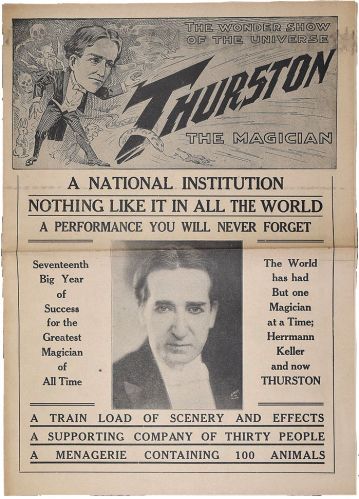 THE WONDER SHOW
OF THE UNIVERSE
THURSTON
THE MAGICIAN
A NATIONAL INSTITUTION
NOTHING LIKE IT IN ALL THE WORLD
A PERFORMANCE YOU WILL NEVER FORGET
Seventeenth
Big Year
of
Success
for the
Greatest
Magician
of
All Time
The World
has had
But one
Magician
at a Time;
Herrmann
Keller
and now
THURSTON
A TRAIN LOAD OF SCENERY AND EFFECTS
A SUPPORTING COMPANY OF THIRTY PEOPLE
A MENAGERIE CONTAINING 100 ANIMALS